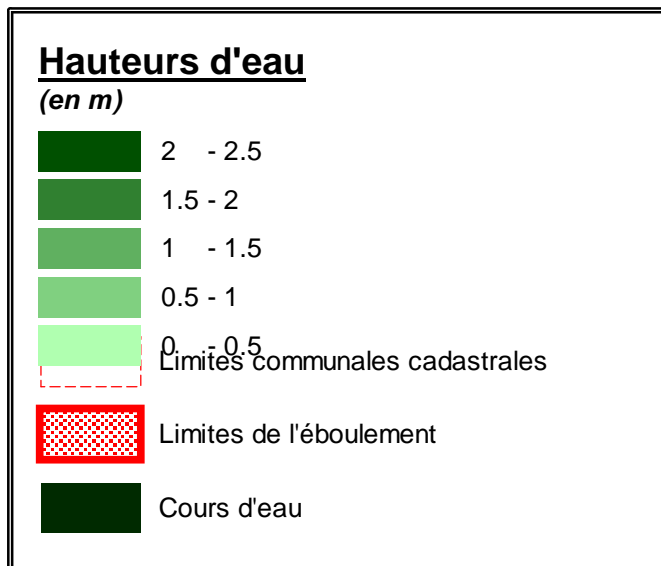 Hauteurs d'eau
(en m)
2 - 2.5
1.5 - 2
1 - 1.5
0.5 - 1
0 - 0.5
Limites communales cadastrales
Limites de l'éboulement
Cours d'eau